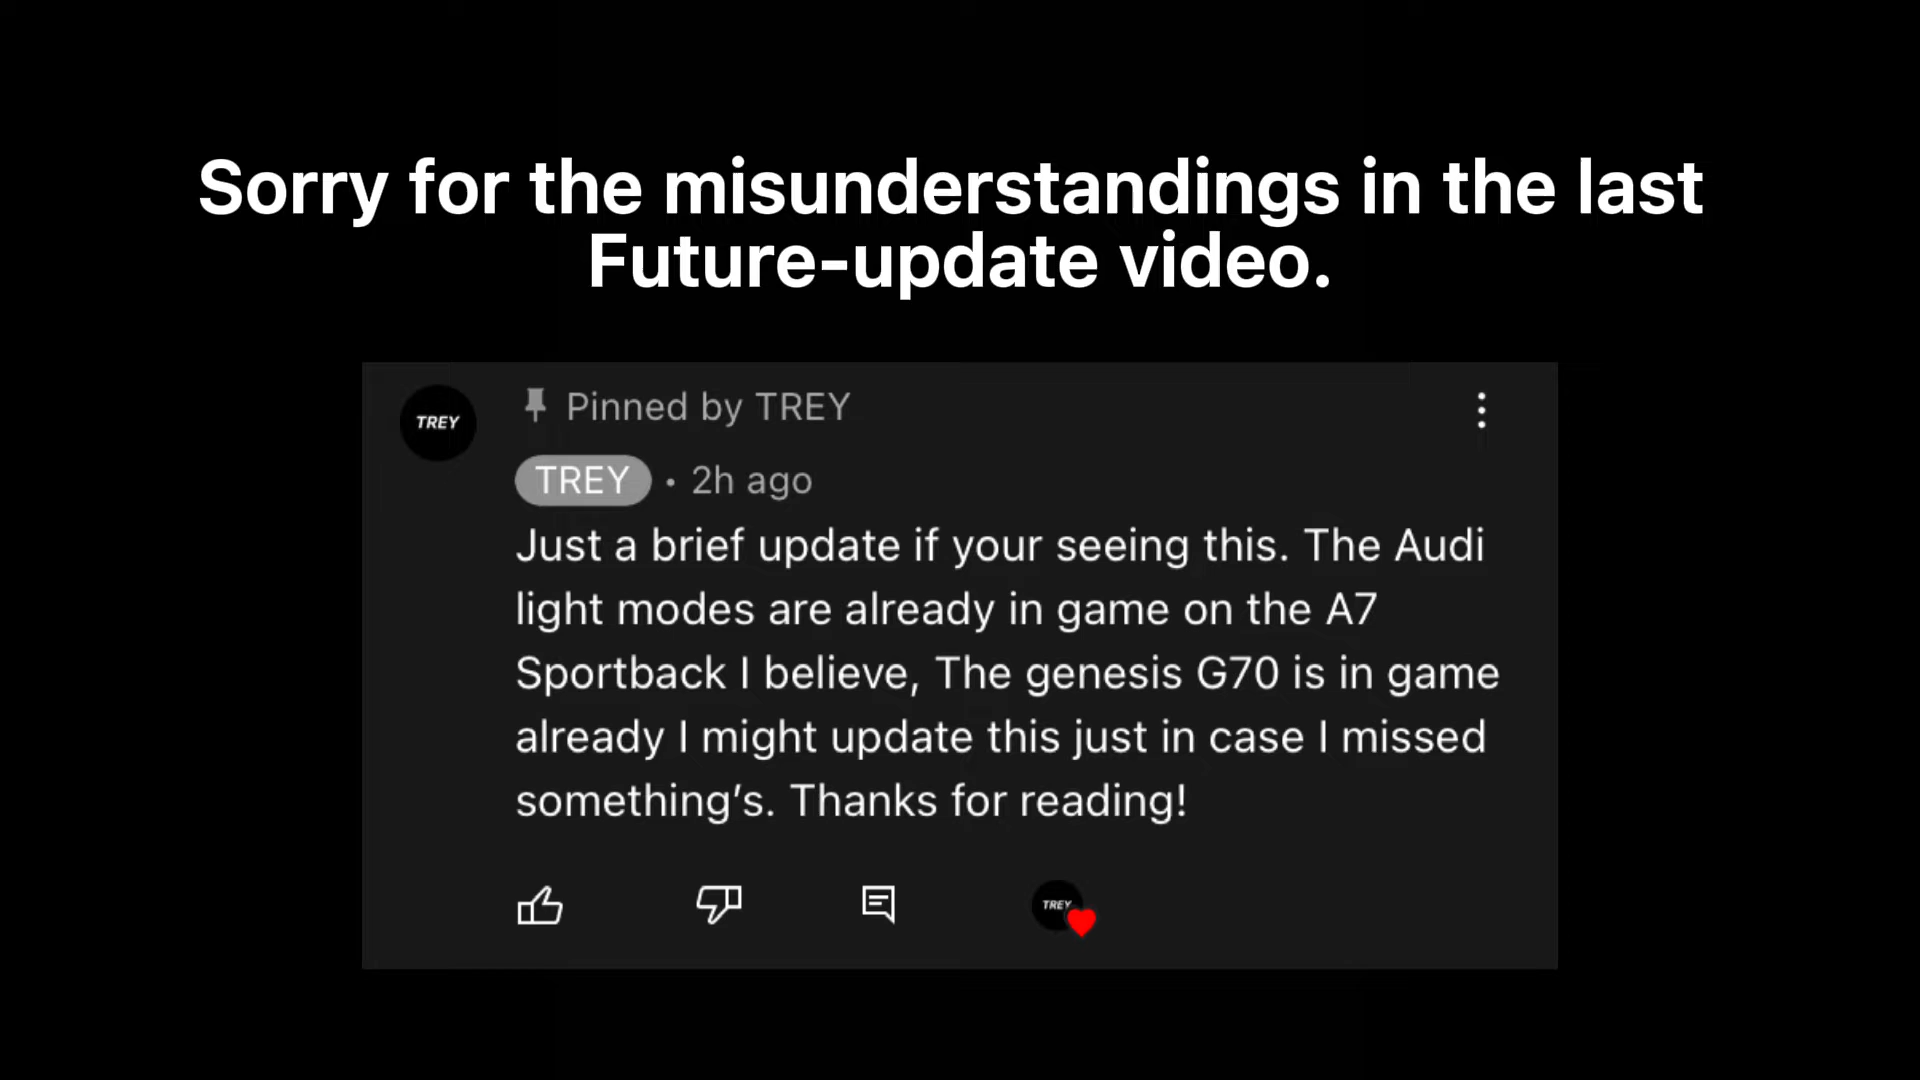 Sorry for the misunderstandings in the last
Future-update video.
TREY
Pinned by TREY
TREY • 2h ago
Just a brief update if your seeing this. The Audi
light modes are already in game on the A7
Sportback I believe, The genesis G70 is in game
already I might update this just in case I missed
something’s. Thanks for reading!
TREY